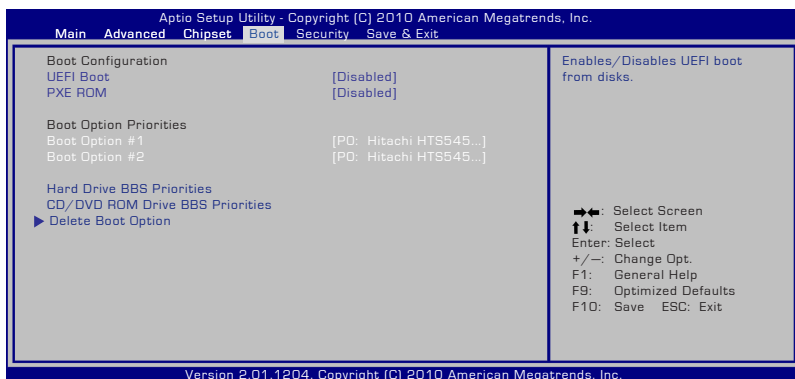 Aptio Setup Utility - Copyright (C) 2010 American Megatrends, Inc.
Main Advanced Chipset Boot Security Save & Exit
Boot Configuration
UEFI Boot [Disabled]
PXE ROM [Disabled]
Boot Option Priorities
Boot Option #1 [P0: Hitachi HTS545...]
Boot Option #2 [P0: Hitachi HTS545...]
Hard Drive BBS Priorities
CD/DVD ROM Drive BBS Priorities
Delete Boot Option
Enables/Disables UEFI boot
from disks.
→←: Select Screen
↑↓: Select Item
Enter: Select
+/—: Change Opt.
F1: General Help
F9: Optimized Defaults
F10: Save ESC: Exit
Version 2.01.1204. Copyright (C) 2010 American Megatrends, Inc.